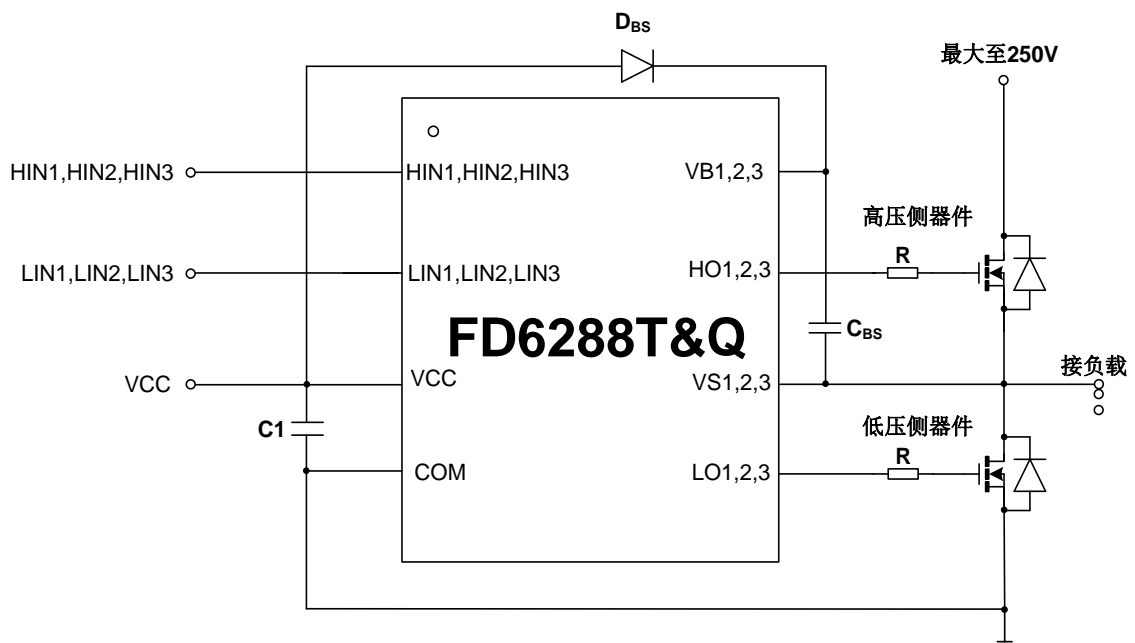 DBS
最大至250V
HIN1,HIN2,HIN3
HIN1,HIN2,HIN3
VB1,2,3
高压侧器件
R
LIN1,LIN2,LIN3
LIN1,LIN2,LIN3
HO1,2,3
FD6288T&Q
CBS
VCC
VCC
VS1,2,3
接负载
C1
低压侧器件
R
COM
LO1,2,3